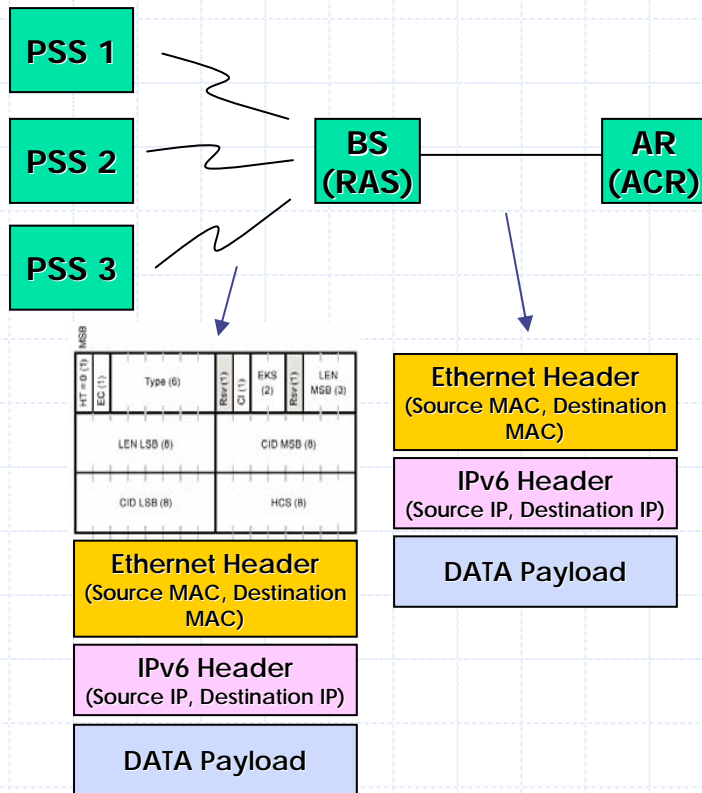 PSS 1
PSS 2
PSS 3
BS
(RAS)
AR
(ACR)
MSB
HT = 0 (1)
EC (1)
Type (6)
Rsv (1)
CI (1)
EKS
(2)
Rsv (1)
LEN
MSB (3)
LEN LSB (8)
CID MSB (8)
CID LSB (8)
HCS (8)
Ethernet Header
(Source MAC, Destination
MAC)
IPv6 Header
(Source IP, Destination IP)
DATA Payload
Ethernet Header
(Source MAC, Destination
MAC)
IPv6 Header
(Source IP, Destination IP)
DATA Payload